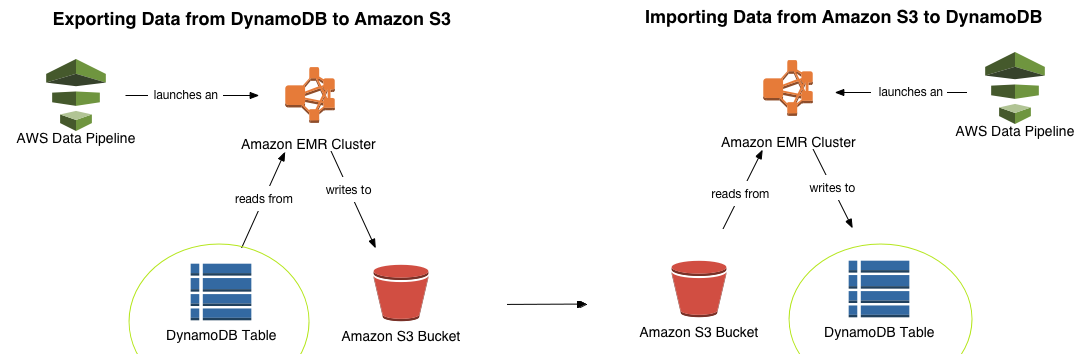 Exporting Data from DynamoDB to Amazon S3
launches an
AWS Data Pipeline
Amazon EMR Cluster
reads from
writes to
DynamoDB Table
Amazon S3 Bucket
Importing Data from Amazon S3 to DynamoDB
launches an
AWS Data Pipeline
Amazon EMR Cluster
reads from
writes to
Amazon S3 Bucket
DynamoDB Table